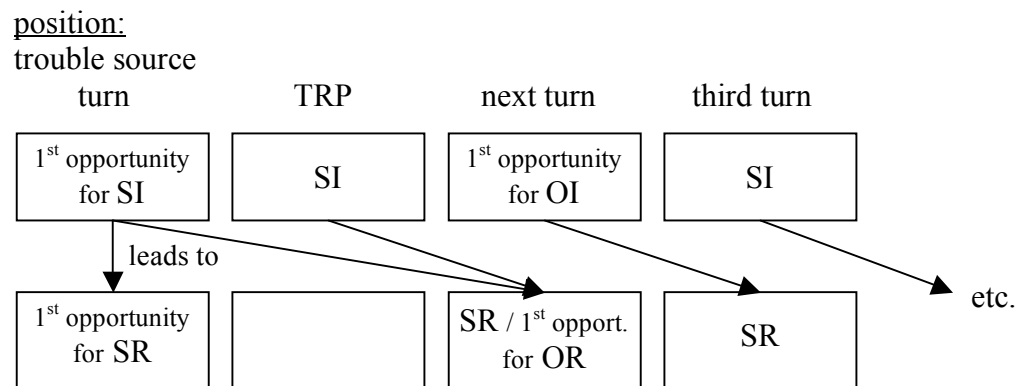 position:
trouble source
turn TRP next turn third turn
1st opportunity
for SI
SI
1st opportunity
for OI
SI
leads to
etc.
1st opportunity
for SR
SR / 1st opport.
for OR
SR